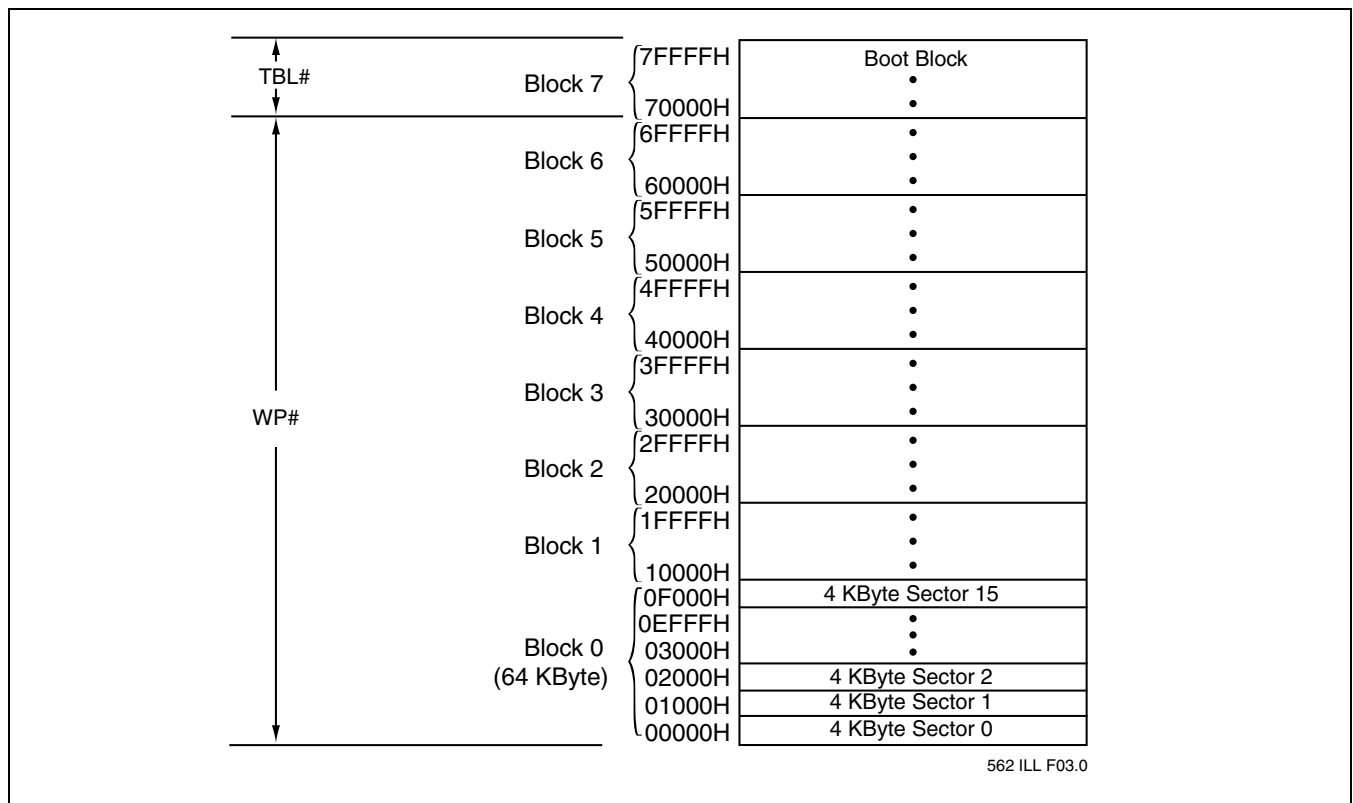 TBL#
WP#
Block 7
7FFFFH
70000H
Boot Block
Block 6
6FFFFH
60000H
Block 5
5FFFFH
50000H
Block 4
4FFFFH
40000H
Block 3
3FFFFH
30000H
Block 2
2FFFFH
20000H
Block 1
1FFFFH
10000H
Block 0
(64 KByte)
0F000H
4 KByte Sector 15
0EFFFH
03000H
02000H
4 KByte Sector 2
01000H
4 KByte Sector 1
00000H
4 KByte Sector 0
562 ILL F03.0